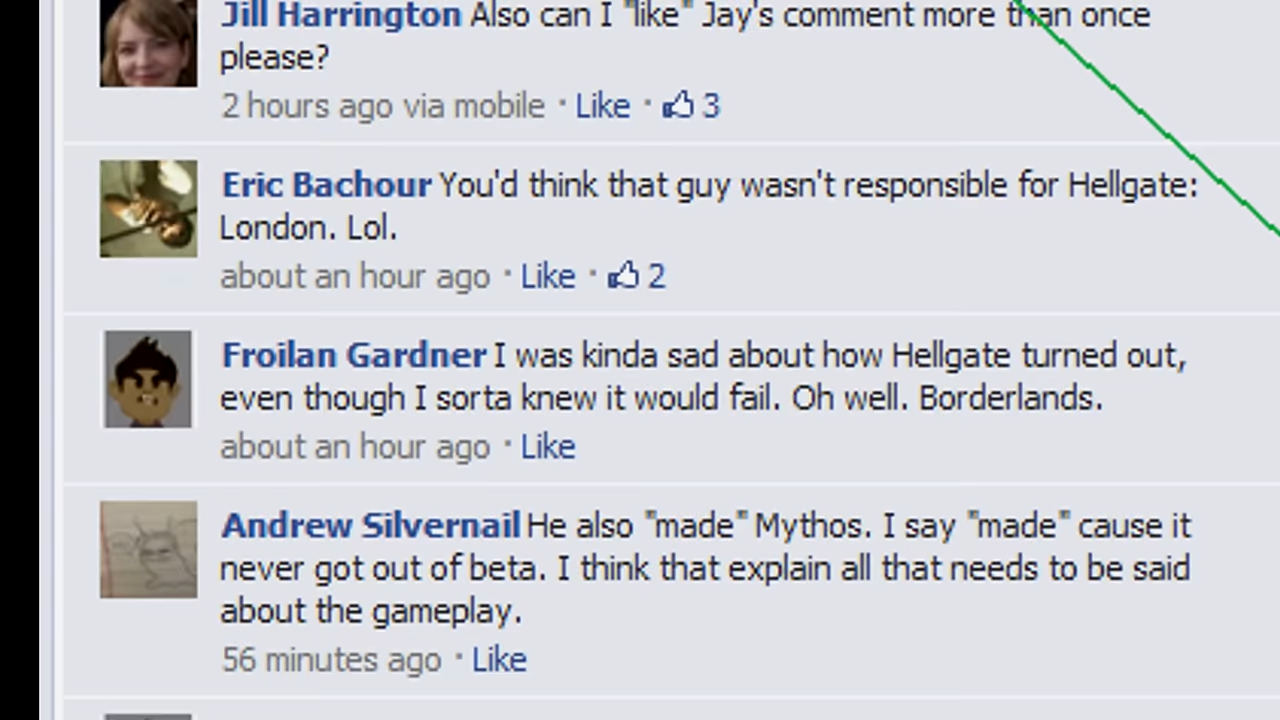 Jill Harrington Also can I "like" Jay's comment more than once
please?
2 hours ago via mobile · Like · 3
Eric Bachour You'd think that guy wasn't responsible for Hellgate:
London. Lol.
about an hour ago · Like · 2
Froilan Gardner I was kinda sad about how Hellgate turned out,
even though I sorta knew it would fail. Oh well. Borderlands.
about an hour ago · Like
Andrew Silvernail He also "made" Mythos. I say "made" cause it
never got out of beta. I think that explain all that needs to be said
about the gameplay.
56 minutes ago · Like